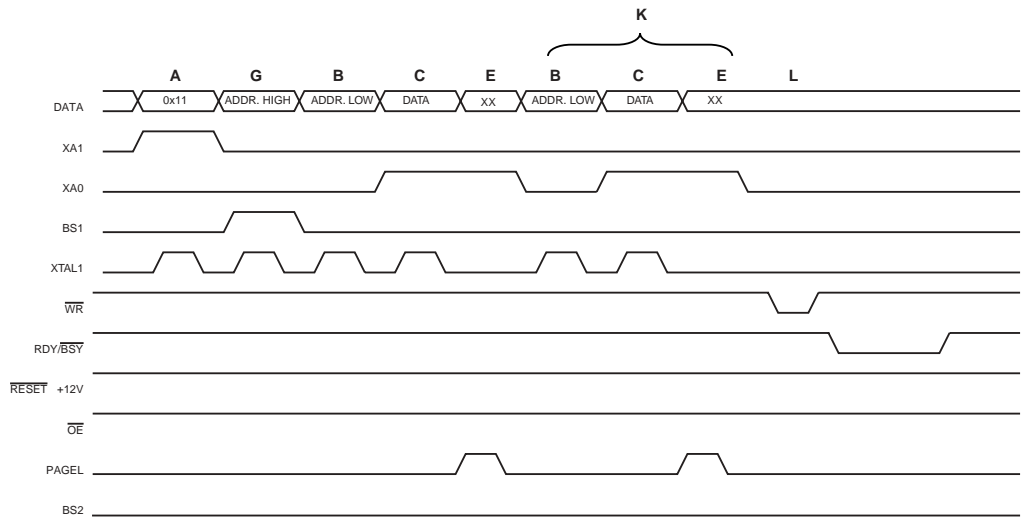 K
A G B C E B C E L
DATA 0x11 ADDR. HIGH ADDR. LOW DATA XX ADDR. LOW DATA XX
XA1
XA0
BS1
XTAL1
WR
RDY/BSY
RESET +12V
OE
PAGEL
BS2